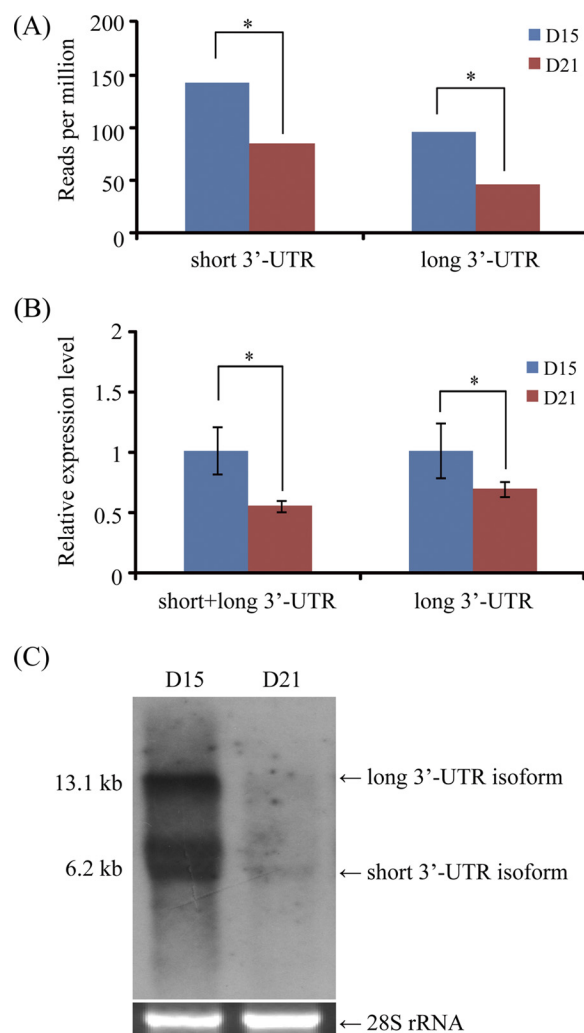 (A)
200
150
100
50
0
Reads per million
*
*
D15
D21
short 3’-UTR
long 3’-UTR
(B)
2
1.5
1
0.5
0
Relative expression level
*
*
D15
D21
short+long 3’-UTR
long 3’-UTR
(C)
D15 D21
13.1 kb
← long 3’-UTR isoform
6.2 kb
← short 3’-UTR isoform
← 28S rRNA